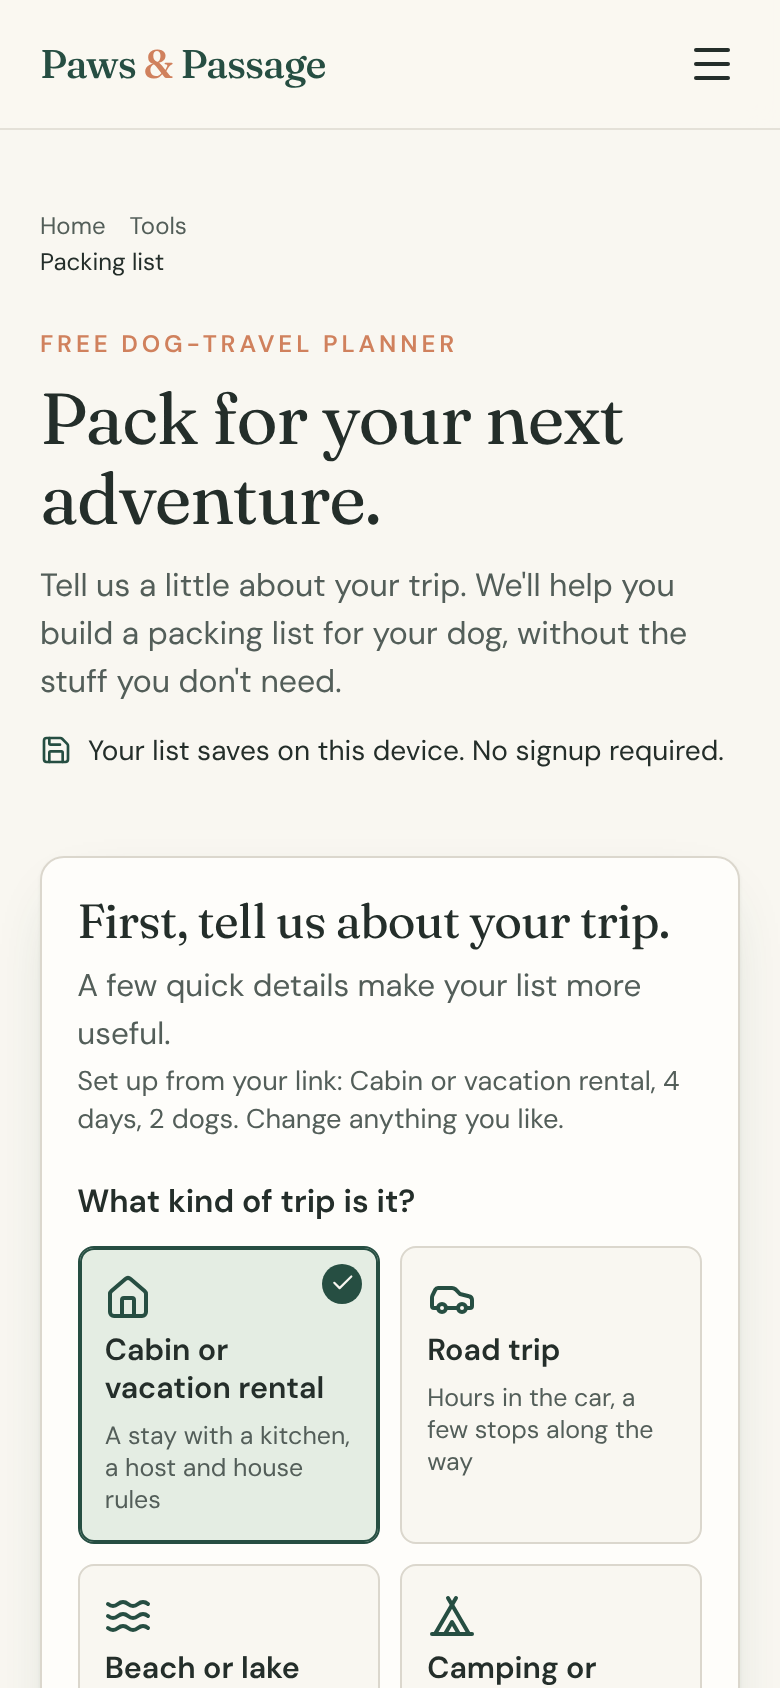 Paws & Passage
Home Tools
Packing list
FREE DOG-TRAVEL PLANNER
Pack for your next
adventure.
Tell us a little about your trip. We'll help you
build a packing list for your dog, without the
stuff you don't need.
Your list saves on this device. No signup required.
First, tell us about your trip.
A few quick details make your list more
useful.
Set up from your link: Cabin or vacation rental, 4
days, 2 dogs. Change anything you like.
What kind of trip is it?
Cabin or
vacation rental
A stay with a kitchen,
a host and house
rules
Road trip
Hours in the car, a
few stops along the
way
Beach or lake
Camping or